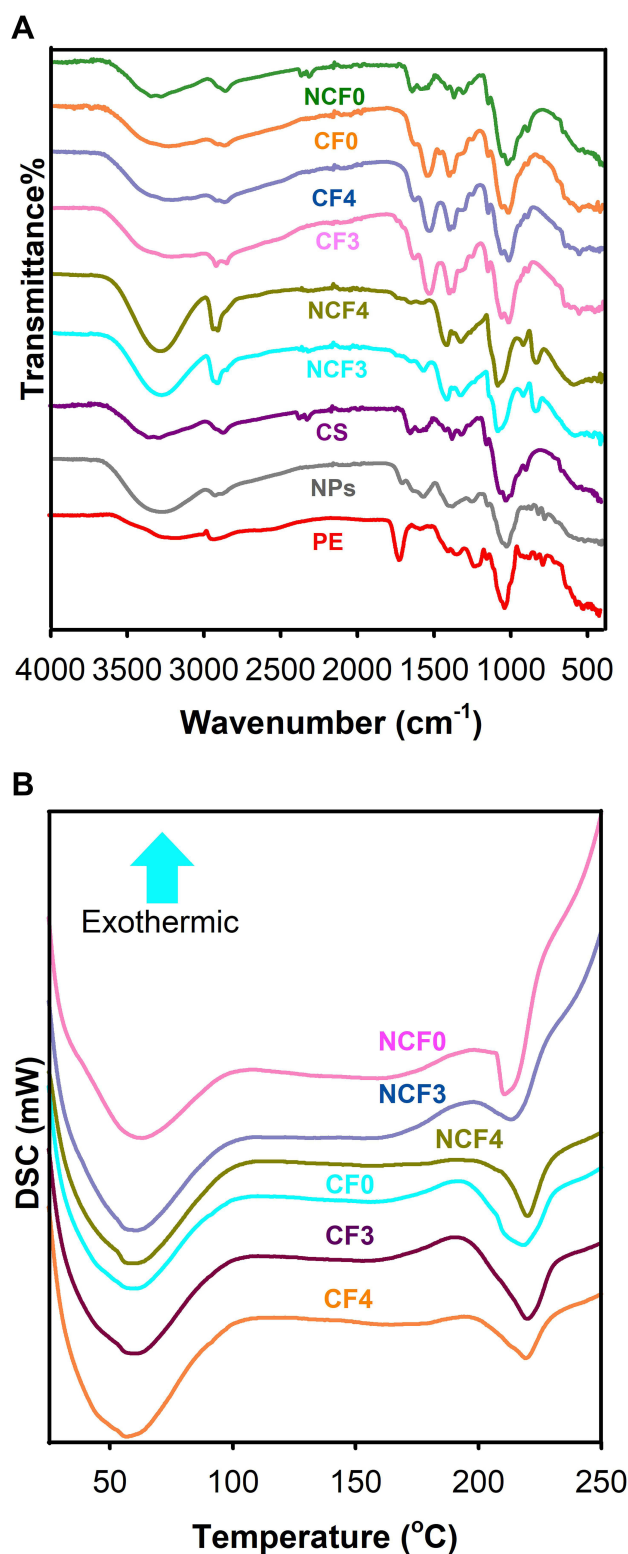 A
NCF0
CF0
CF4
CF3
NCF4
NCF3
CS
NPs
PE
Transmittance%
4000 3500 3000 2500 2000 1500 1000 500
Wavenumber (cm⁻¹)
B
Exothermic
NCF0
NCF3
NCF4
CF0
CF3
CF4
DSC (mW)
50 100 150 200 250
Temperature (°C)